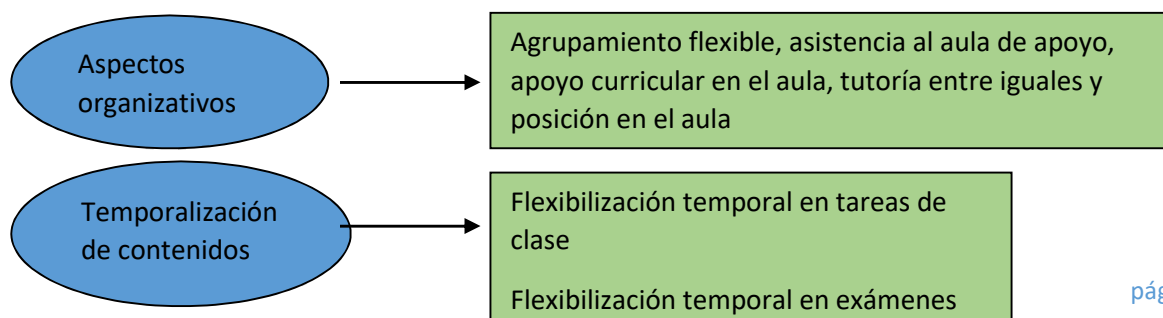 Aspectos
organizativos
Agrupamiento flexible, asistencia al aula de apoyo,
apoyo curricular en el aula, tutoría entre iguales y
posición en el aula
Temporalización
de contenidos
Flexibilización temporal en tareas de
clase
Flexibilización temporal en exámenes
pág